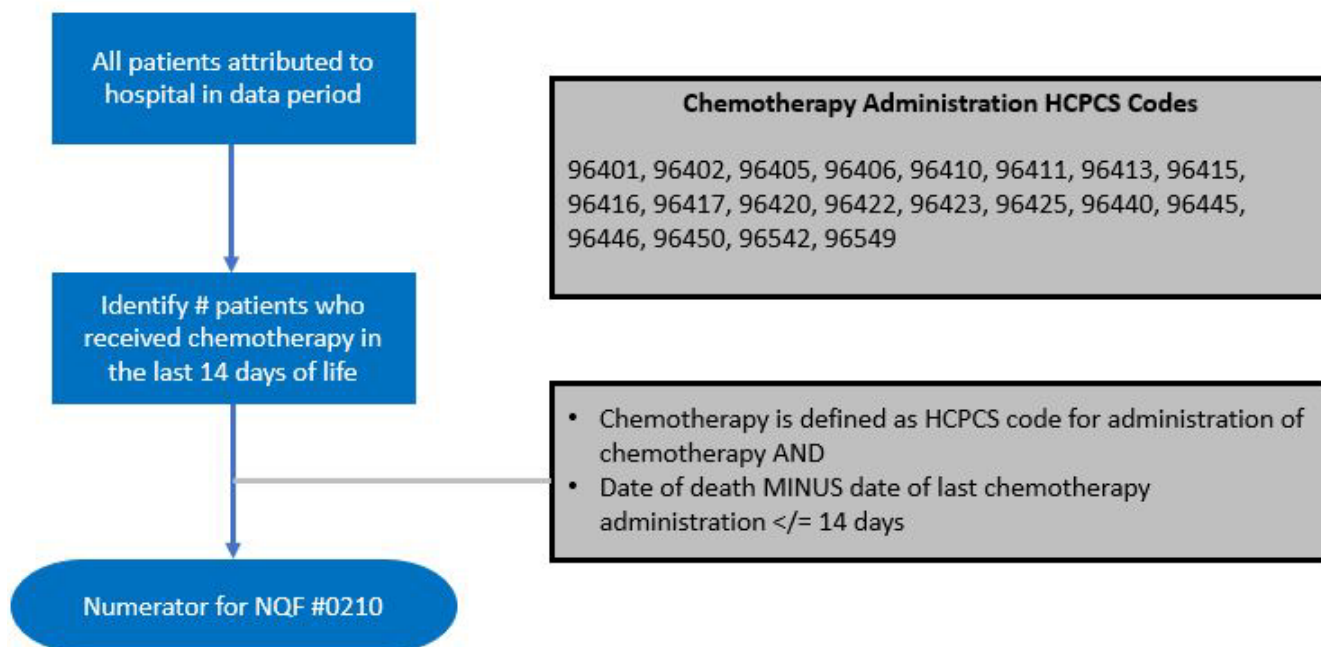 All patients attributed to
hospital in data period
Chemotherapy Administration HCPCS Codes
96401, 96402, 96405, 96406, 96410, 96411, 96413, 96415,
96416, 96417, 96420, 96422, 96423, 96425, 96440, 96445,
96446, 96450, 96542, 96549
Identify # patients who
received chemotherapy in
the last 14 days of life
• Chemotherapy is defined as HCPCS code for administration of
chemotherapy AND
• Date of death MINUS date of last chemotherapy
administration </= 14 days
Numerator for NQF #0210